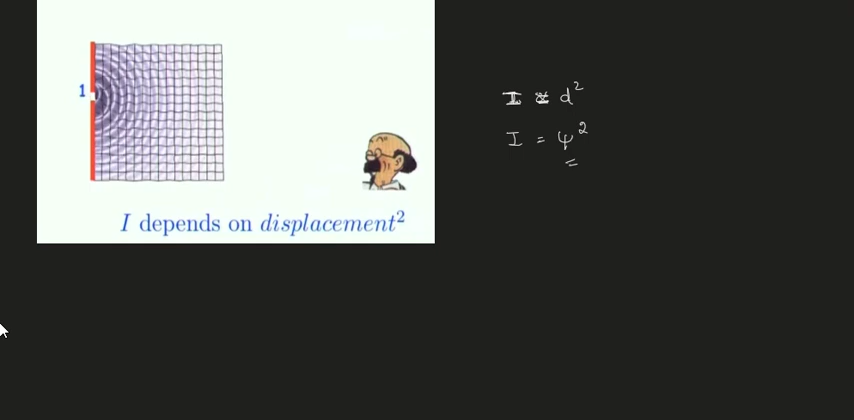 1
I depends on displacement²
I ∝ d²
I = ψ²